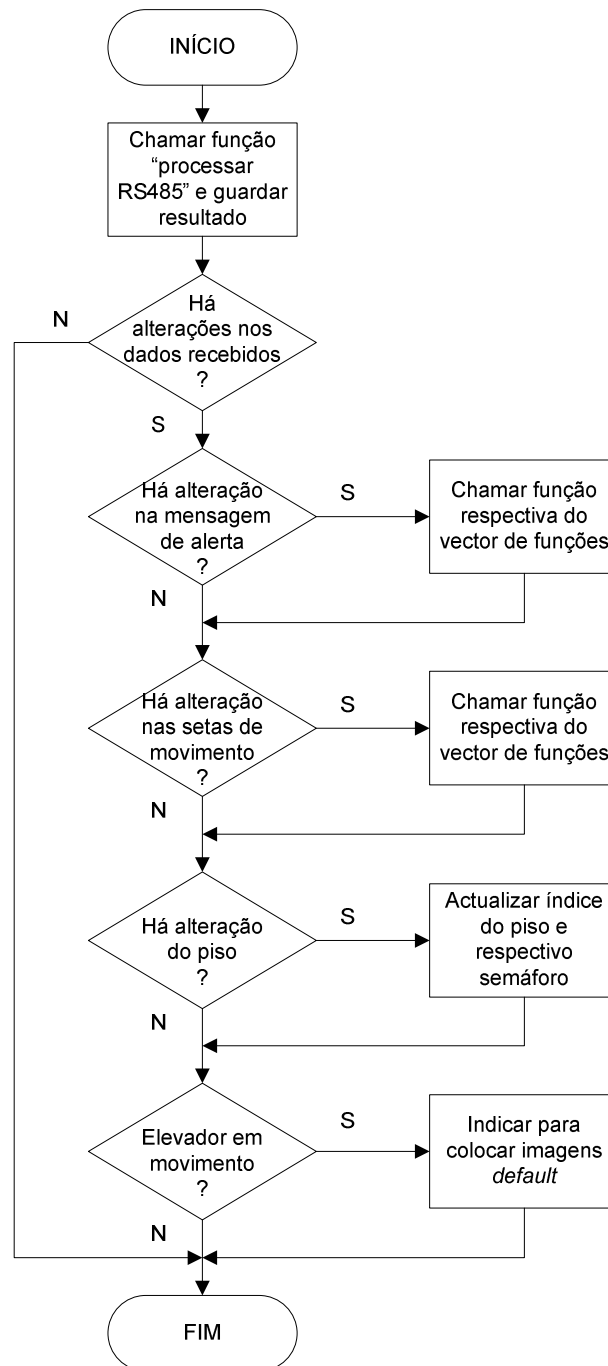 INÍCIO
Chamar função
“processar
RS485” e guardar
resultado
Há
alterações nos
dados recebidos
?
N
S
Há alteração
na mensagem
de alerta
?
S
Chamar função
respectiva do
vector de funções
N
Há alteração
nas setas de
movimento
?
S
Chamar função
respectiva do
vector de funções
N
Há alteração
do piso
?
S
Actualizar índice
do piso e
respectivo
semáforo
N
Elevador em
movimento
?
S
Indicar para
colocar imagens
default
N
FIM